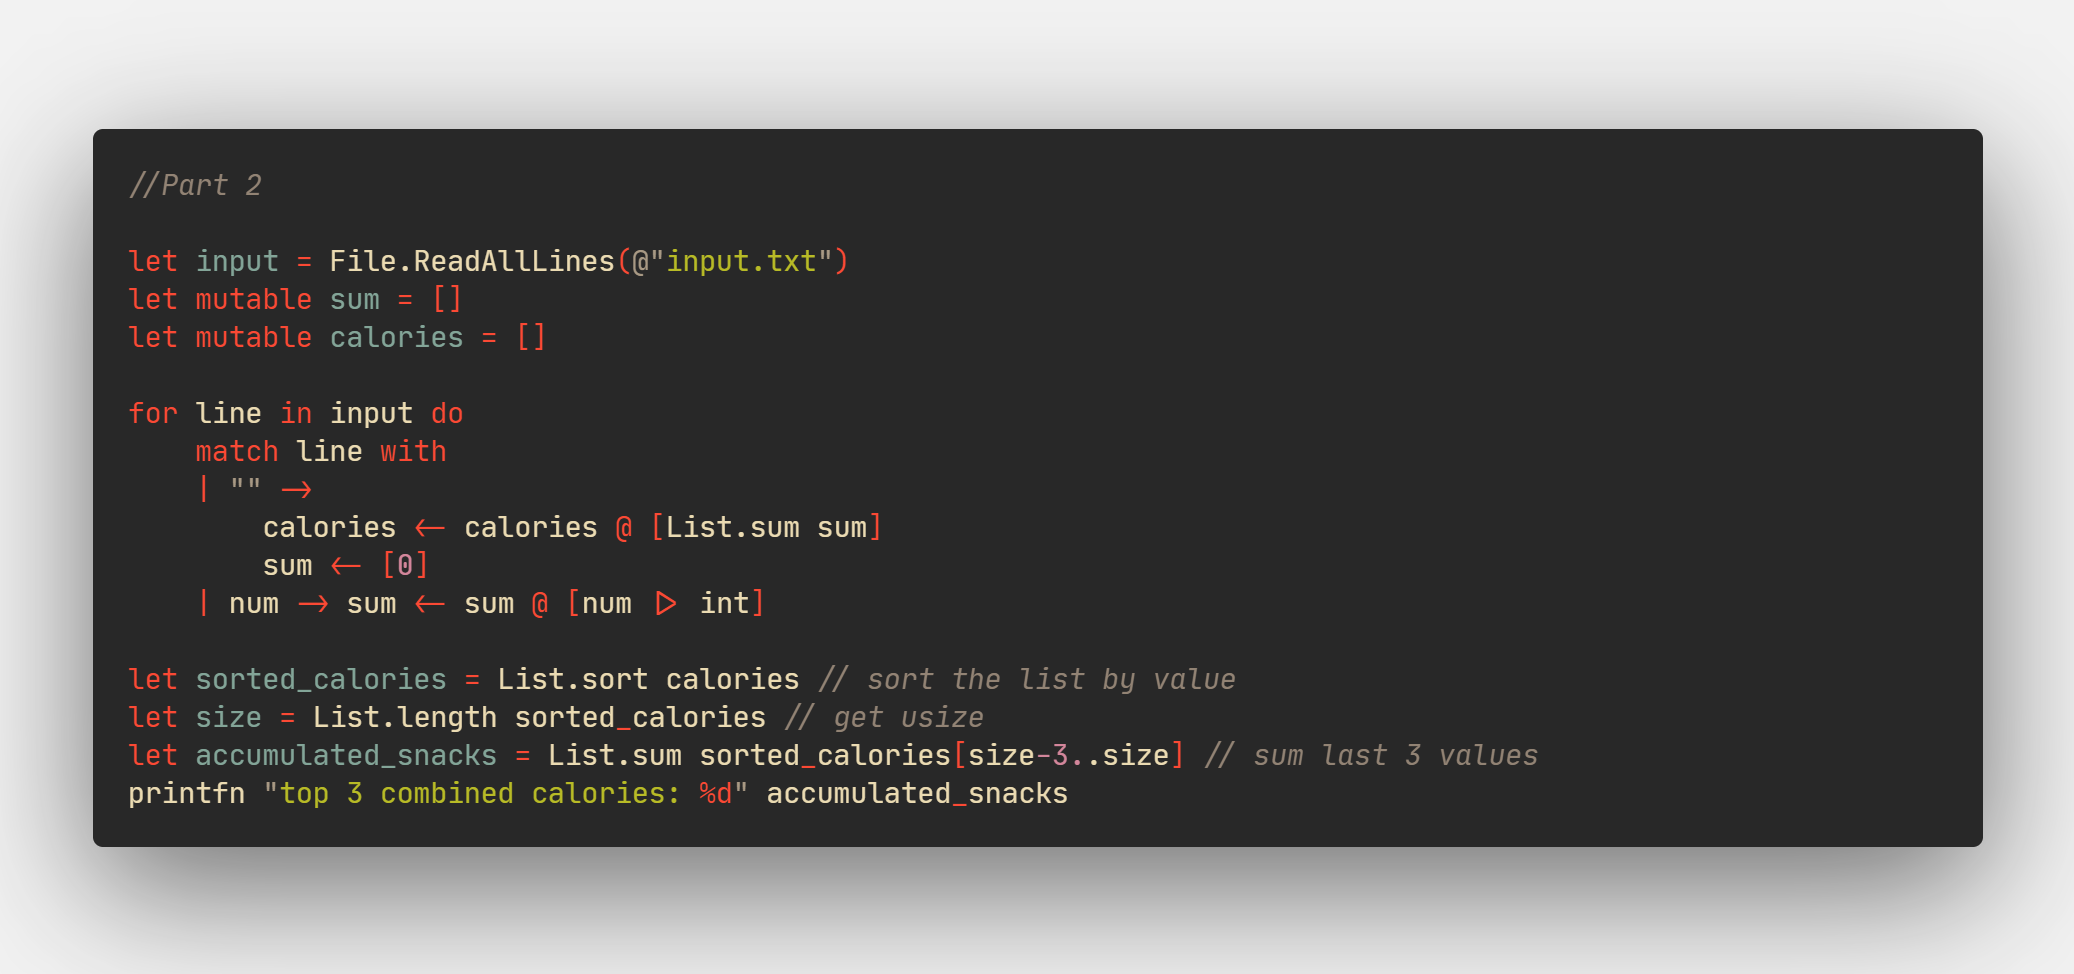 //Part 2
let input = File.ReadAllLines(@"input.txt")
let mutable sum = []
let mutable calories = []
for line in input do
    match line with
    | "" ->
        calories <- calories @ [List.sum sum]
        sum <- [0]
    | num -> sum <- sum @ [num |> int]
let sorted_calories = List.sort calories // sort the list by value
let size = List.length sorted_calories // get usize
let accumulated_snacks = List.sum sorted_calories[size-3..size] // sum last 3 values
printfn "top 3 combined calories: %d" accumulated_snacks